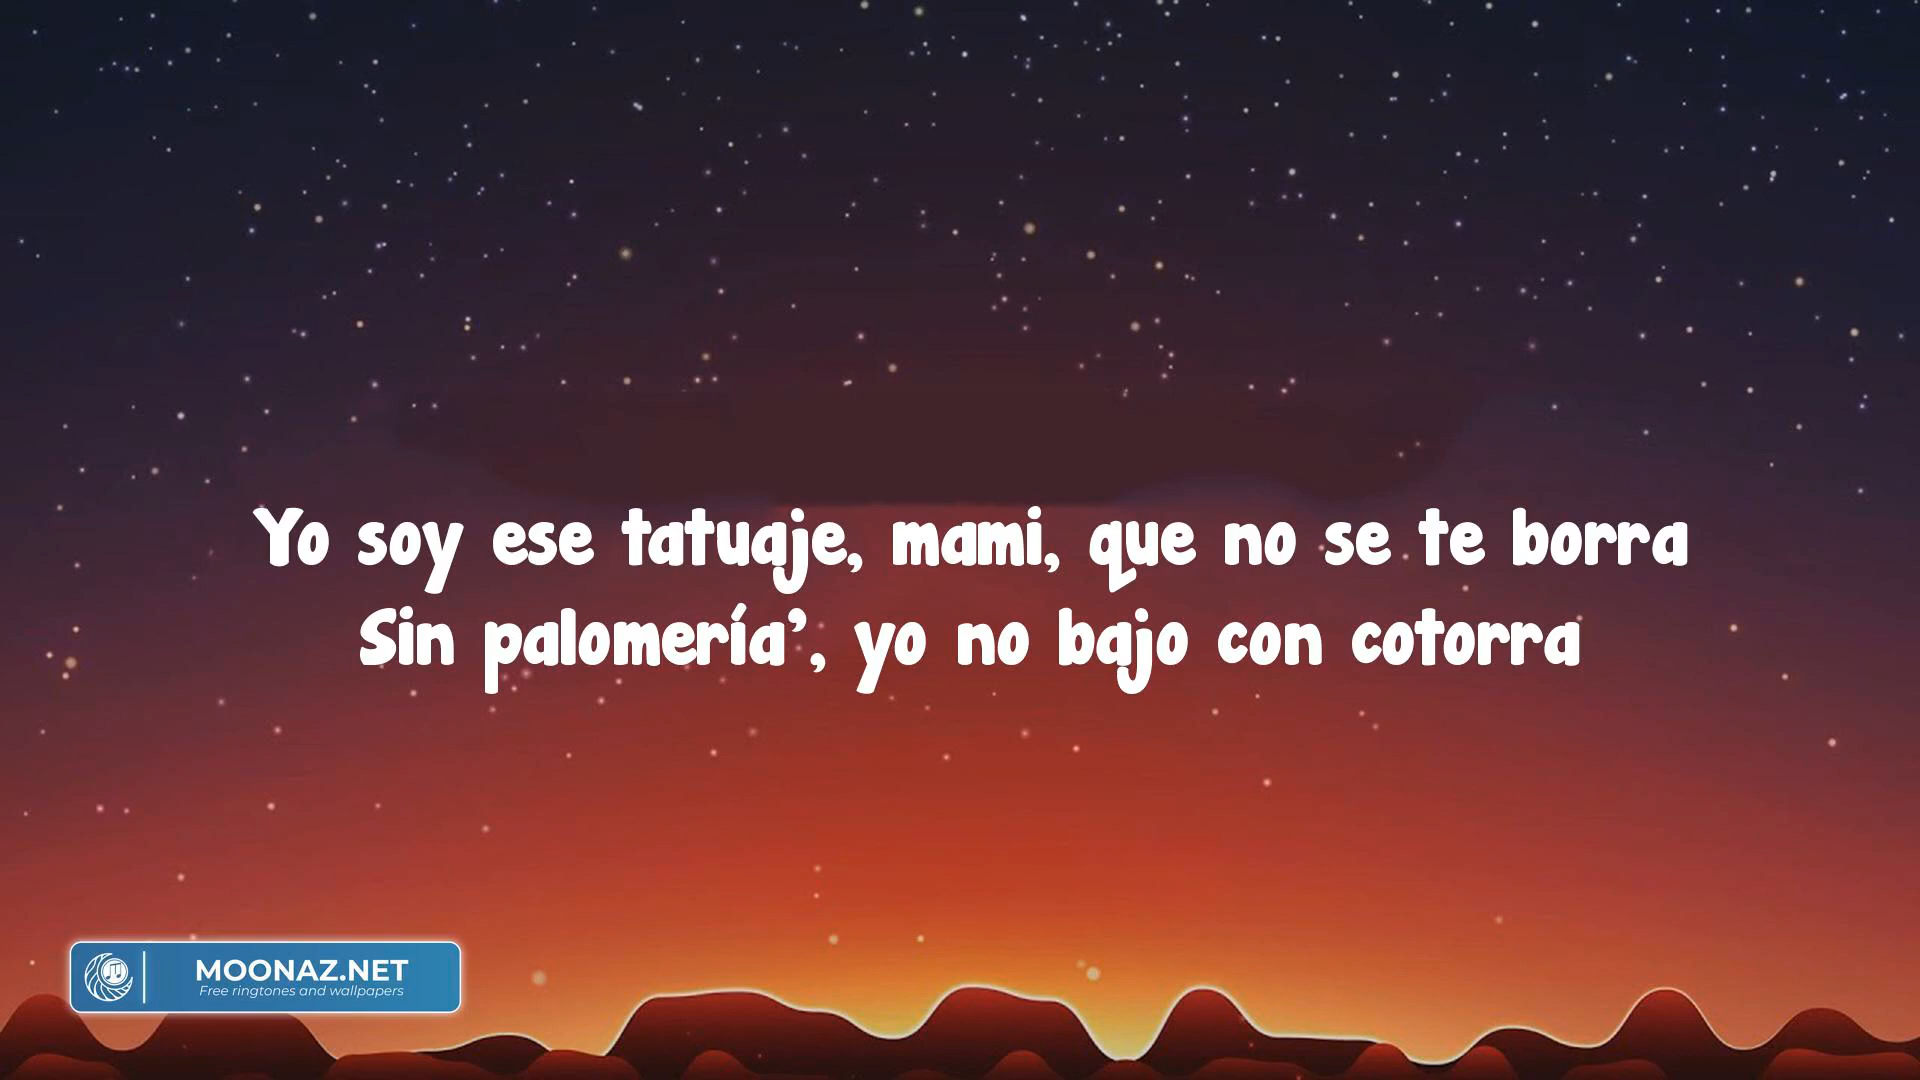 Yo soy ese tatuaje, mami, que no se te borra
Sin palomería', yo no bajo con cotorra
MOONAZ.NET
Free ringtones and wallpapers